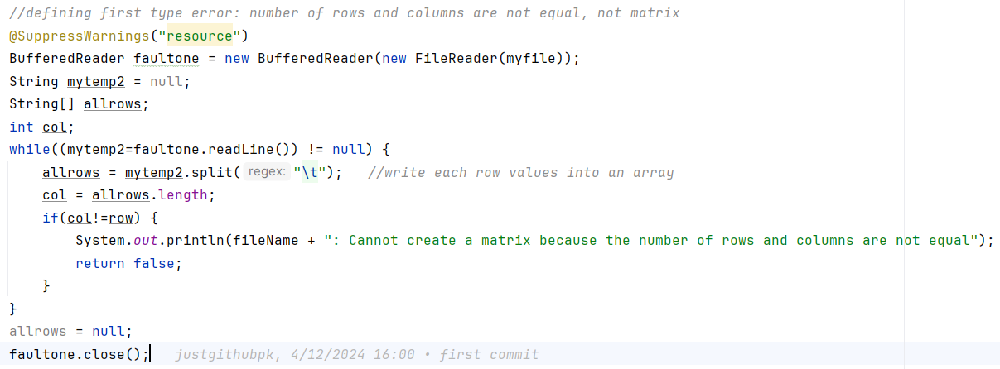 //defining first type error: number of rows and columns are not equal, not matrix
@SuppressWarnings("resource")
BufferedReader faultone = new BufferedReader(new FileReader(myfile));
String mytemp2 = null;
String[] allrows;
int col;
while((mytemp2=faultone.readLine()) != null) {
    allrows = mytemp2.split( regex: "\t");   //write each row values into an array
    col = allrows.length;
    if(col!=row) {
        System.out.println(fileName + ": Cannot create a matrix because the number of rows and columns are not equal");
        return false;
    }
}
allrows = null;
faultone.close();   justgithubpk, 4/12/2024 16:00 • first commit